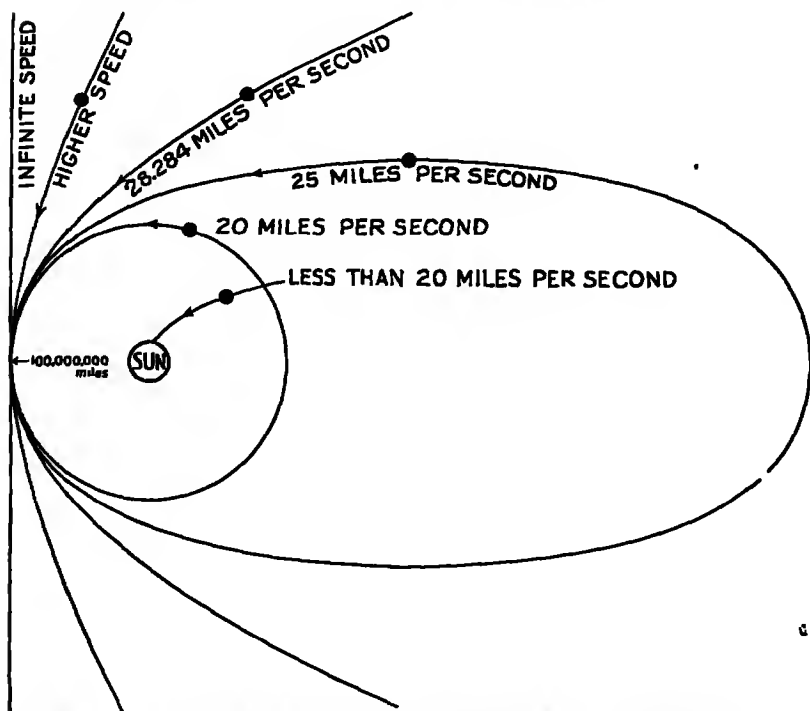 INFINITE SPEED
HIGHER SPEED
28.284 MILES PER SECOND
25 MILES PER SECOND
20 MILES PER SECOND
LESS THAN 20 MILES PER SECOND
100,000,000
miles
SUN